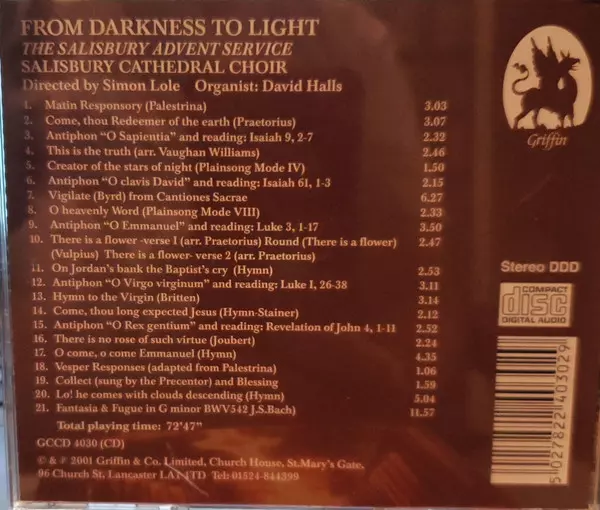 FROM DARKNESS TO LIGHT
THE SALISBURY ADVENT SERVICE
SALISBURY CATHEDRAL CHOIR
Directed by Simon Lole Organist: David Halls
1. Matin Responsory (Palestrina) 3.03
2. Come, thou Redeemer of the earth (Praetorius) 3.07
3. Antiphon "O Sapientia" and reading: Isaiah 9, 2-7 2.32
4. This is the truth (arr. Vaughan Williams) 2.46
5. Creator of the stars of night (Plainsong Mode IV) 1.50
6. Antiphon "O clavis David" and reading: Isaiah 61, 1-3 2.15
7. Vigilate (Byrd) from Cantiones Sacrae 6.27
8. O heavenly Word (Plainsong Mode VIII) 2.33
9. Antiphon "O Emmanuel" and reading: Luke 3, 1-17 3.50
10. There is a flower -verse 1 (arr. Praetorius) Round (There is a flower) 2.47
(Vulpius) There is a flower- verse 2 (arr. Praetorius)
11. On Jordan's bank the Baptist's cry (Hymn) 2.53
12. Antiphon "O Virgo virginum" and reading: Luke 1, 26-38 3.11
13. Hymn to the Virgin (Britten) 3.14
14. Come, thou long expected Jesus (Hymn-Stainer) 2.12
15. Antiphon "O Rex gentium" and reading: Revelation of John 4, 1-11 2.52
16. There is no rose of such virtue (Joubert) 2.24
17. O come, o come Emmanuel (Hymn) 4.35
18. Vesper Responses (adapted from Palestrina) 1.06
19. Collect (sung by the Precentor) and Blessing 1.59
20. Lo! he comes with clouds descending (Hymn) 5.04
21. Fantasia & Fugue in G minor BWV542 J.S.Bach) 11.57
Total playing time: 72'47"
GCCD 4030 (CD)
© & ℗ 2001 Griffin & Co. Limited, Church House, St.Mary's Gate,
96 Church St. Lancaster LA1 1TD Tel: 01524-844399
Griffin
Stereo DDD
COMPACT
disc
DIGITAL AUDIO
5 027822 403029